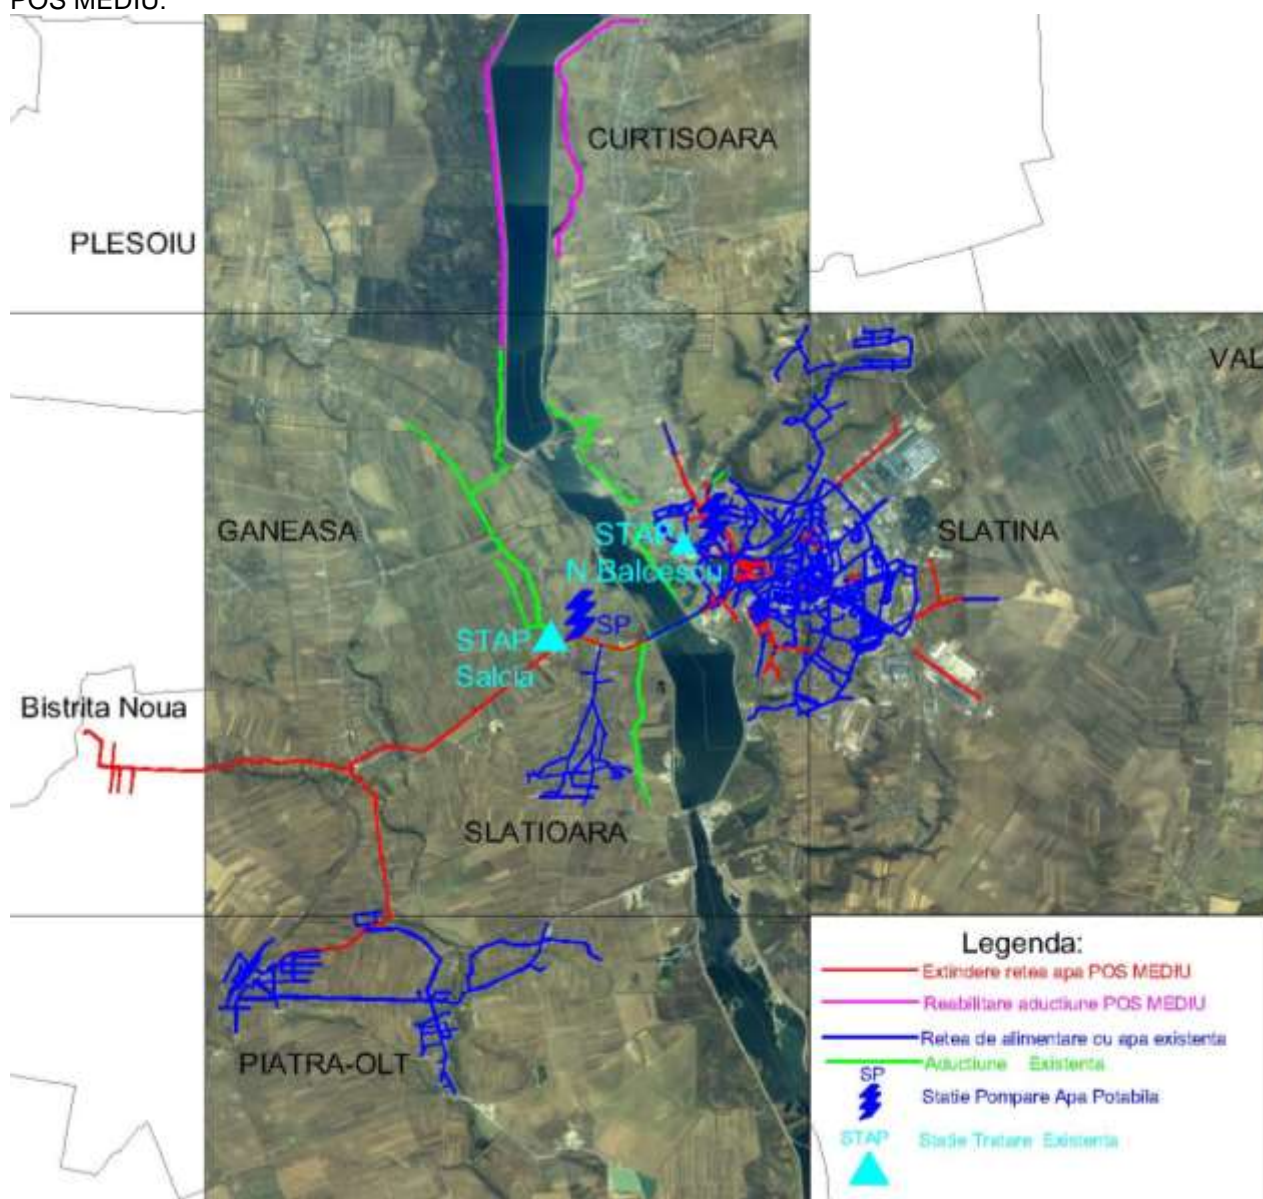 POS MEDIU.
CURTISOARA
PLESOIU
VAL
GANEASA
STAP
N.Balcescu
SLATINA
SP
STAP
Salcia
Bistrita Noua
SLATIOARA
PIATRA-OLT
Legenda:
Extindere retea apa POS MEDIU
Reabilitare aductiune POS MEDIU
Retea de alimentare cu apa existenta
Aductiune Existenta
SP
Statie Pompare Apa Potabila
STAP
Statie Tratare Existenta